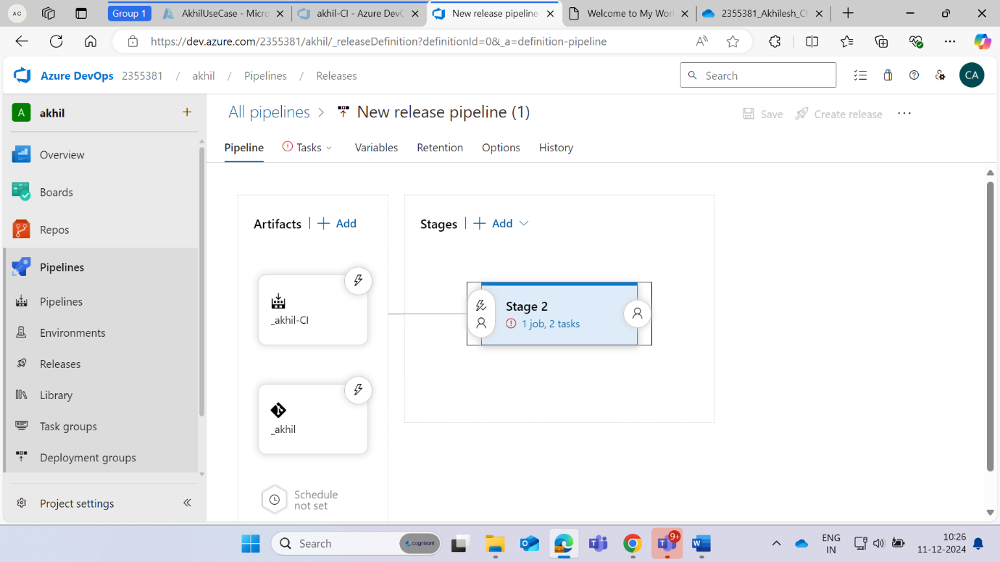 AC
Group 1
AkhilUseCase - Micro
akhil-CI - Azure DevO
New release pipeline
Welcome to My Wor
2355381_Akhilesh_Ch
https://dev.azure.com/2355381/akhil/_releaseDefinition?definitionId=0&_a=definition-pipeline
Azure DevOps 2355381 / akhil / Pipelines / Releases
Search
CA
A akhil
Overview
Boards
Repos
Pipelines
Pipelines
Environments
Releases
Library
Task groups
Deployment groups
Project settings
All pipelines > New release pipeline (1)
Save
Create release
Pipeline
Tasks
Variables
Retention
Options
History
Artifacts | + Add
Stages | + Add
_akhil-CI
Stage 2
1 job, 2 tasks
_akhil
Schedule
not set
Search
cognizant
9+
ENG
IN
10:26
11-12-2024